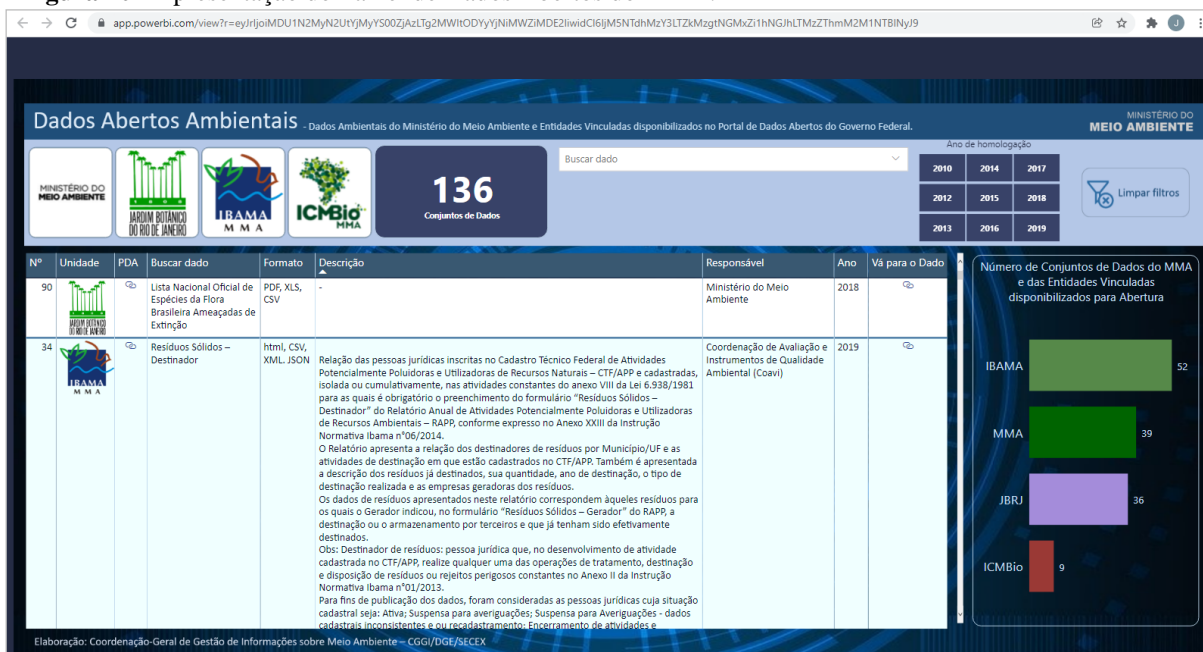 app.powerbi.com/view?r=eyJrIjoiMDU1N2MyN2UtYjMyYS00ZjAzLTg2MWItODYyYjNiMWZiMDE2IiwidCI6IjM5NTdhMzY3LTZkMzgtNGMxZi1hNGJhLTMzZThmM2M1NTBlNyJ9
J
Dados Abertos Ambientais - Dados Ambientais do Ministério do Meio Ambiente e Entidades Vinculadas disponibilizados no Portal de Dados Abertos do Governo Federal.
MINISTÉRIO DO
MEIO AMBIENTE
MINISTÉRIO DO
MEIO AMBIENTE
JARDIM BOTÂNICO
DO RIO DE JANEIRO
IBAMA
M M A
ICMBio
MMA
136
Conjuntos de Dados
Buscar dado
Ano de homologação
2010 2014 2017
2012 2015 2018
2013 2016 2019
Limpar filtros
Nº Unidade PDA Buscar dado Formato Descrição Responsável Ano Vá para o Dado
90
JARDIM BOTÂNICO
DO RIO DE JANEIRO
Lista Nacional Oficial de
Espécies da Flora
Brasileira Ameaçadas de
Extinção
PDF, XLS,
CSV
-
Ministério do Meio
Ambiente
2018
34
IBAMA
M M A
Resíduos Sólidos –
Destinador
html, CSV,
XML. JSON
Relação das pessoas jurídicas inscritas no Cadastro Técnico Federal de Atividades
Potencialmente Poluidoras e Utilizadoras de Recursos Naturais – CTF/APP e cadastradas,
isolada ou cumulativamente, nas atividades constantes do anexo VIII da Lei 6.938/1981
para as quais é obrigatório o preenchimento do formulário “Resíduos Sólidos –
Destinador” do Relatório Anual de Atividades Potencialmente Poluidoras e Utilizadoras
de Recursos Ambientais – RAPP, conforme expresso no Anexo XXIII da Instrução
Normativa Ibama n°06/2014.
O Relatório apresenta a relação dos destinadores de resíduos por Município/UF e as
atividades de destinação em que estão cadastrados no CTF/APP. Também é apresentada
a descrição dos resíduos já destinados, sua quantidade, ano de destinação, o tipo de
destinação realizada e as empresas geradoras dos resíduos.
Os dados de resíduos apresentados neste relatório correspondem àqueles resíduos para
os quais o Gerador indicou, no formulário “Resíduos Sólidos – Gerador” do RAPP, a
destinação ou o armazenamento por terceiros e que já tenham sido efetivamente
destinados.
Obs: Destinador de resíduos: pessoa jurídica que, no desenvolvimento de atividade
cadastrada no CTF/APP, realize qualquer uma das operações de tratamento, destinação
e disposição de resíduos ou rejeitos perigosos constantes no Anexo II da Instrução
Normativa Ibama n°01/2013.
Para fins de publicação dos dados, foram consideradas as pessoas jurídicas cuja situação
cadastral seja: Ativa; Suspensa para averiguações; Suspensa para Averiguações - dados
cadastrais inconsistentes e ou recadastramento; Encerramento de atividades e
Coordenação de Avaliação e
Instrumentos de Qualidade
Ambiental (Coavi)
2019
Número de Conjuntos de Dados do MMA
e das Entidades Vinculadas
disponibilizados para Abertura
IBAMA 52
MMA 39
JBRJ 36
ICMBio 9
Elaboração: Coordenação-Geral de Gestão de Informações sobre Meio Ambiente – CGGI/DGE/SECEX